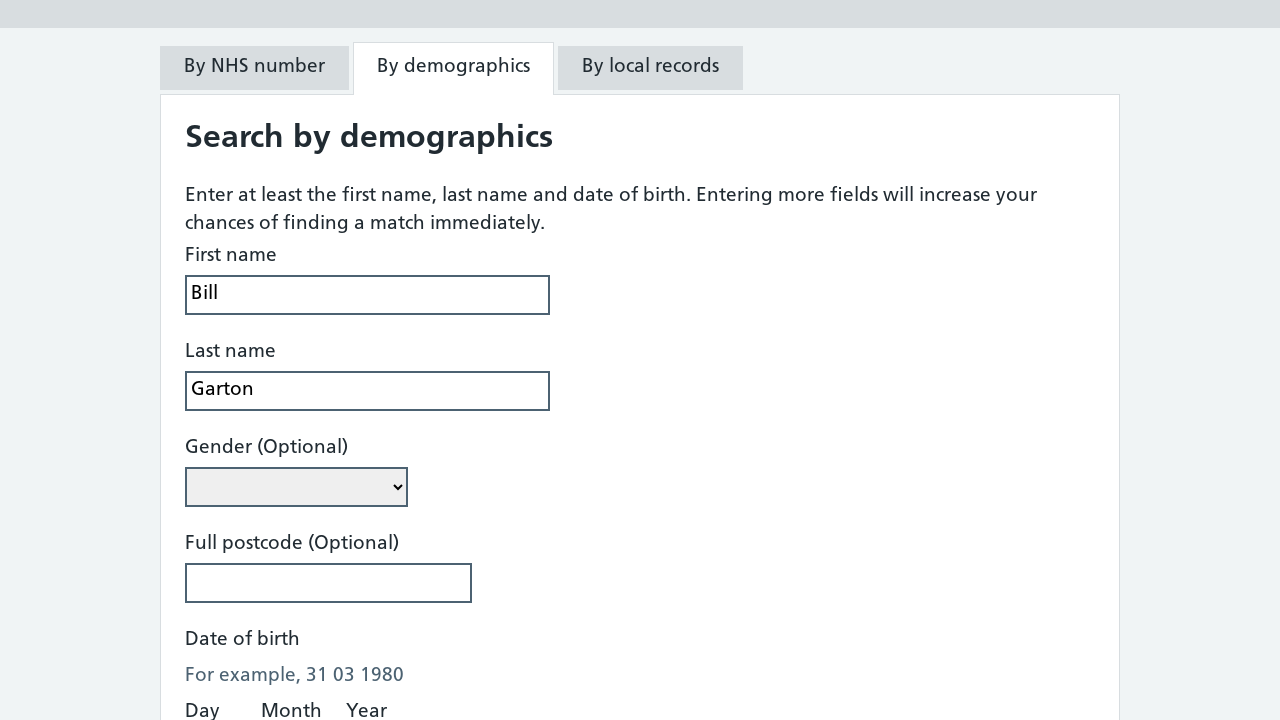 By NHS number
By demographics
By local records
Search by demographics
Enter at least the first name, last name and date of birth. Entering more fields will increase your
chances of finding a match immediately.
First name
Bill
Last name
Garton
Gender (Optional)
Full postcode (Optional)
Date of birth
For example, 31 03 1980
Day Month Year